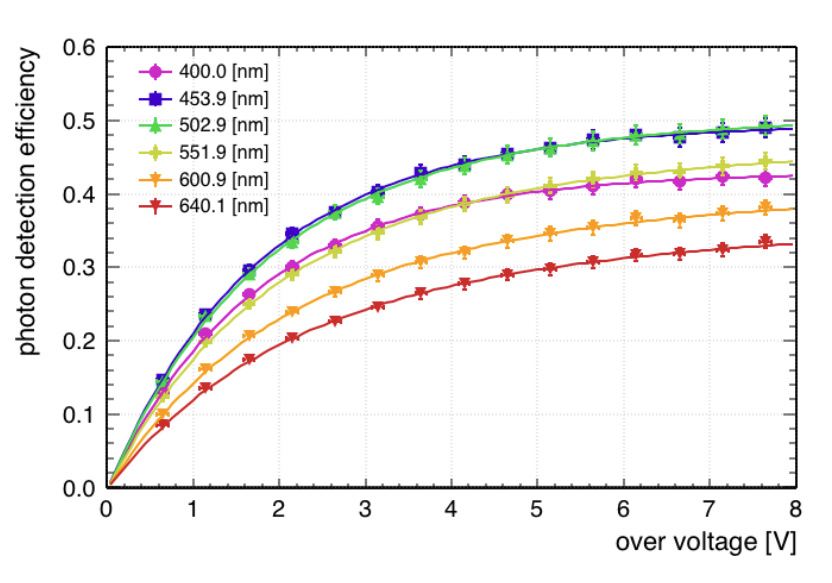 photon detection efficiency
0.6
0.5
0.4
0.3
0.2
0.1
0.0
400.0 [nm]
453.9 [nm]
502.9 [nm]
551.9 [nm]
600.9 [nm]
640.1 [nm]
0 1 2 3 4 5 6 7 8
over voltage [V]